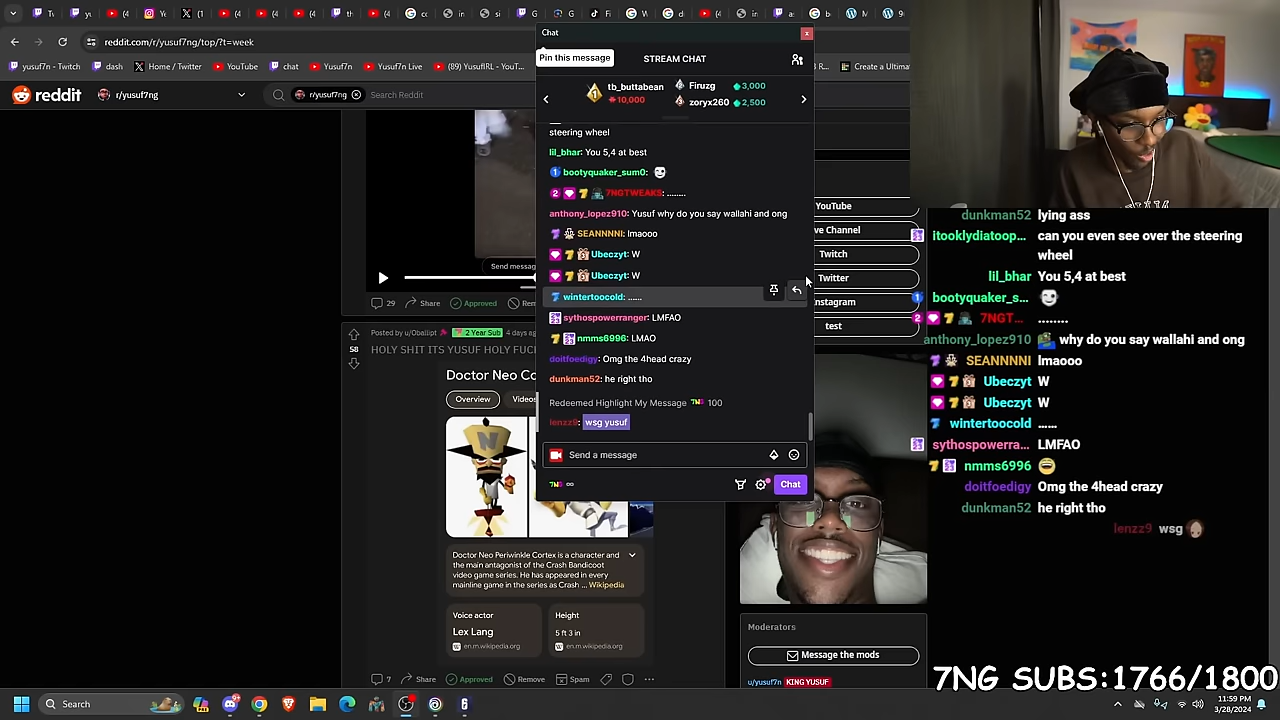 reddit.com/r/yusuf7ng/top/?t=week
yusuf7n - Twitch
dash
Home / Twitter
YouTube
chat
Yusuf7n
Yusuf7n Live
(89) YusufIRL - YouT...
Create a Ultima
reddit
r/yusuf7ng
r/yusuf7ng
Search Reddit
Chat
Pin this message
STREAM CHAT
1
tb_buttabean
10,000
Firuzg
3,000
zoryx260
2,500
steering wheel
lil_bhar: You 5,4 at best
bootyquaker_sum0:
7NGTWEAKS: ........
anthony_lopez910: Yusuf why do you say wallahi and ong
SEANNNNI: lmaooo
Ubeczyt: W
Ubeczyt: W
wintertoocold: ......
sythospowerranger: LMFAO
nmms6996: LMAO
doitfoedigy: Omg the 4head crazy
dunkman52: he right tho
Redeemed Highlight My Message 100
lenzz9: wsg yusuf
Send a message
Chat
Send messag
29
Share
Approved
Posted by u/Oballipt
2 Year Sub
4 days ag
58
HOLY SHIT ITS YUSUF HOLY FUC
Doctor Neo Co
Overview
Videos
N
Doctor Neo Periwinkle Cortex is a character and
the main antagonist of the Crash Bandicoot
video game series. He has appeared in every
mainline game in the series as Crash ... Wikipedia
Voice actor
Lex Lang
en.m.wikipedia.org
Height
5 ft 3 in
en.m.wikipedia.org
7
Share
Approved
Remove
Spam
YouTube
ve Channel
Twitch
Twitter
nstagram
test
Moderators
Message the mods
u/yusuf7n
KING YUSUF
dunkman52 lying ass
itooklydiatoop... can you even see over the steering
wheel
lil_bhar You 5,4 at best
bootyquaker_s...
7NGT... ........
anthony_lopez910 why do you say wallahi and ong
SEANNNNI lmaooo
Ubeczyt W
Ubeczyt W
wintertoocold ......
sythospowerra... LMFAO
nmms6996
doitfoedigy Omg the 4head crazy
dunkman52 he right tho
lenzz9 wsg
7NG SUBS:1766/1800
Search
11:59 PM
3/28/2024